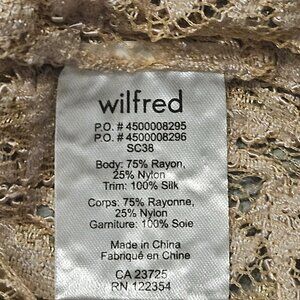 wilfred
P.O. # 4500008295
P.O. # 4500008296
SC38
Body: 75% Rayon,
25% Nylon
Trim: 100% Silk
Corps: 75% Rayonne,
25% Nylon
Garniture: 100% Soie
Made in China
Fabriqué en Chine
CA 23725
RN 122354